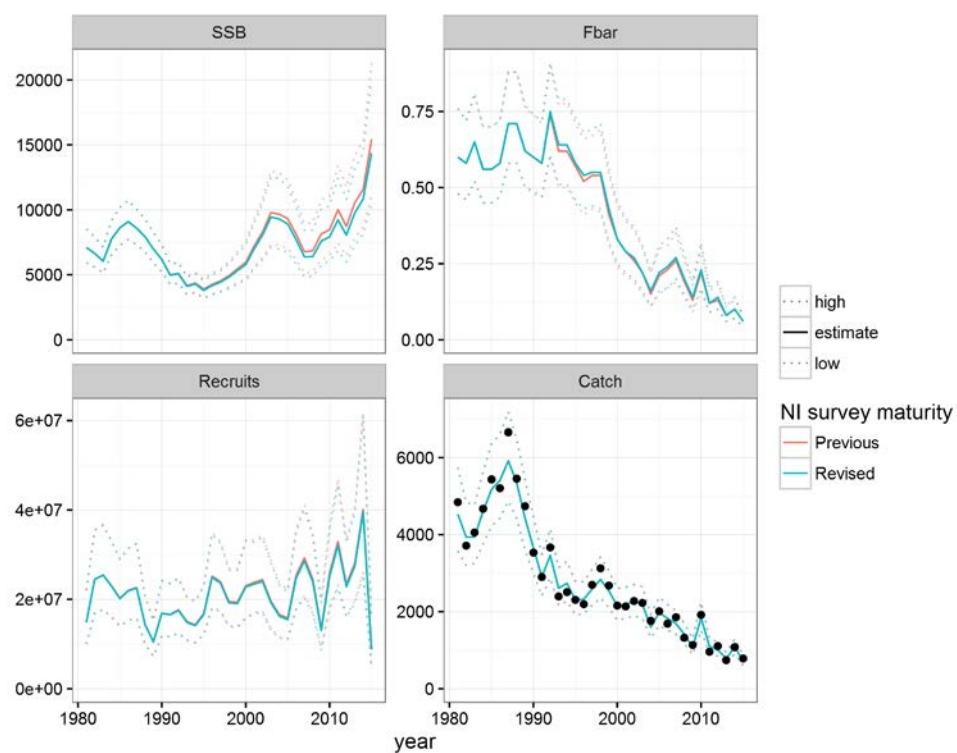 SSB
Fbar
20000
15000
10000
5000
0
0.75
0.50
0.25
0.00
high
estimate
low
Recruits
Catch
6e+07
4e+07
2e+07
0e+00
6000
4000
2000
0
NI survey maturity
Previous
Revised
1980 1990 2000 2010
1980 1990 2000 2010
year